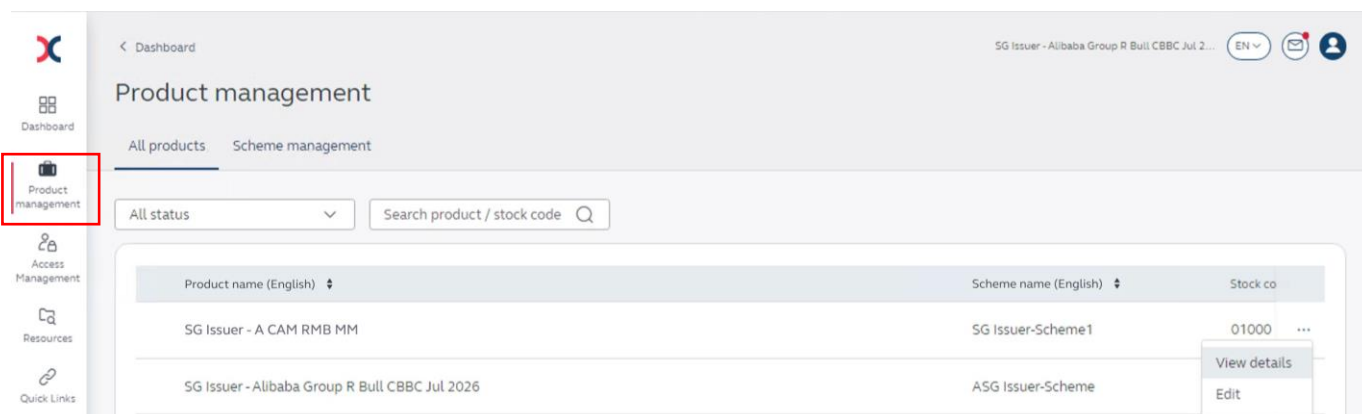 Dashboard
SG Issuer - Alibaba Group R Bull CBBC Jul 2...
EN
Product management
Dashboard
All products
Scheme management
Product
management
All status
Search product / stock code
Access
Management
Product name (English)
Scheme name (English)
Stock co
Resources
SG Issuer - A CAM RMB MM
SG Issuer-Scheme1
01000
...
View details
Quick Links
SG Issuer - Alibaba Group R Bull CBBC Jul 2026
ASG Issuer-Scheme
Edit